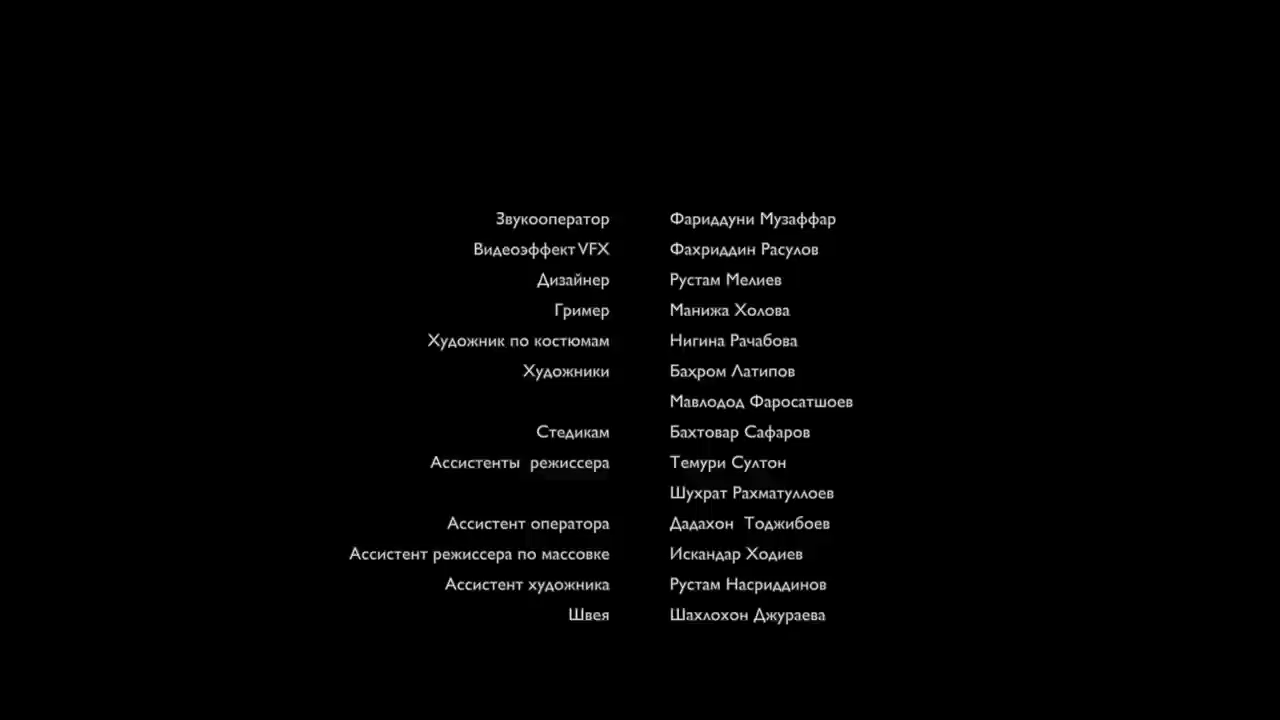 Звукооператор Фариддуни Музаффар
Видеоэффект VFX Фахриддин Расулов
Дизайнер Рустам Мелиев
Гример Манижа Холова
Художник по костюмам Нигина Рачабова
Художники Бахром Латипов
Мавлодод Фаросатшоев
Стедикам Бахтовар Сафаров
Ассистенты режиссера Темури Султон
Шухрат Рахматуллоев
Ассистент оператора Дадахон Тоджибоев
Ассистент режиссера по массовке Искандар Ходиев
Ассистент художника Рустам Насриддинов
Швея Шахлохон Джураева